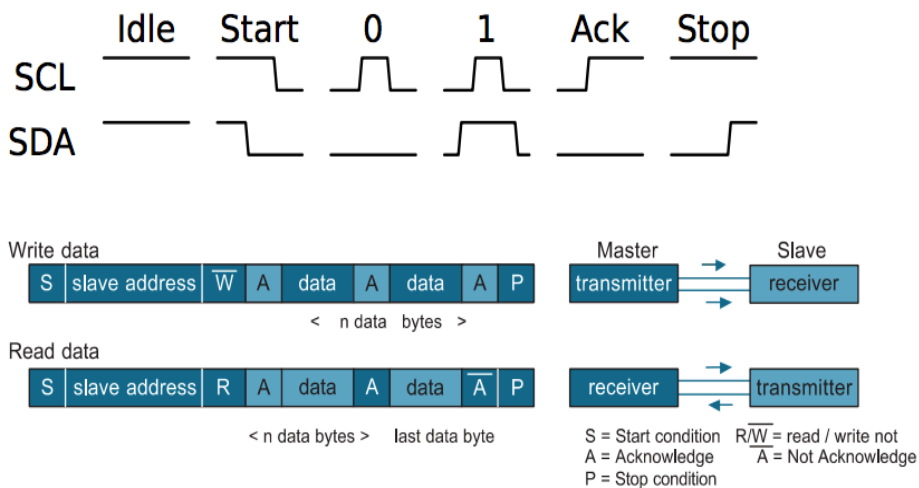 Idle Start 0 1 Ack Stop
SCL
SDA
Write data
S slave address W̅ A data A data A P
< n data bytes >
Master Slave
transmitter receiver
Read data
S slave address R A data A data A̅ P
< n data bytes > last data byte
receiver transmitter
S = Start condition R/W̅ = read / write not
A = Acknowledge A̅ = Not Acknowledge
P = Stop condition